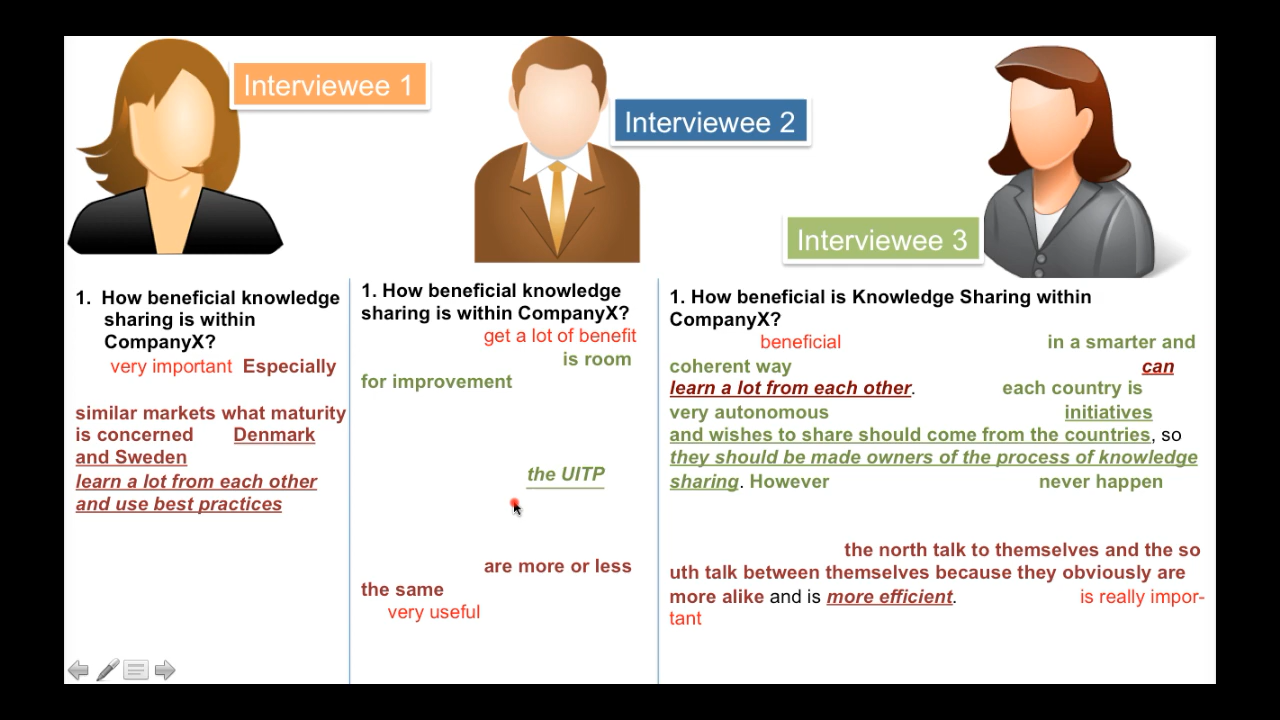 Interviewee 1
Interviewee 2
Interviewee 3
1. How beneficial knowledge
sharing is within
CompanyX?
very important Especially
similar markets what maturity
is concerned Denmark
and Sweden
learn a lot from each other
and use best practices
1. How beneficial knowledge
sharing is within CompanyX?
get a lot of benefit
is room
for improvement
the UITP
are more or less
the same
very useful
1. How beneficial is Knowledge Sharing within
CompanyX?
beneficial in a smarter and
coherent way can
learn a lot from each other. each country is
very autonomous initiatives
and wishes to share should come from the countries, so
they should be made owners of the process of knowledge
sharing. However never happen
the north talk to themselves and the so
uth talk between themselves because they obviously are
more alike and is more efficient. is really impor-
tant